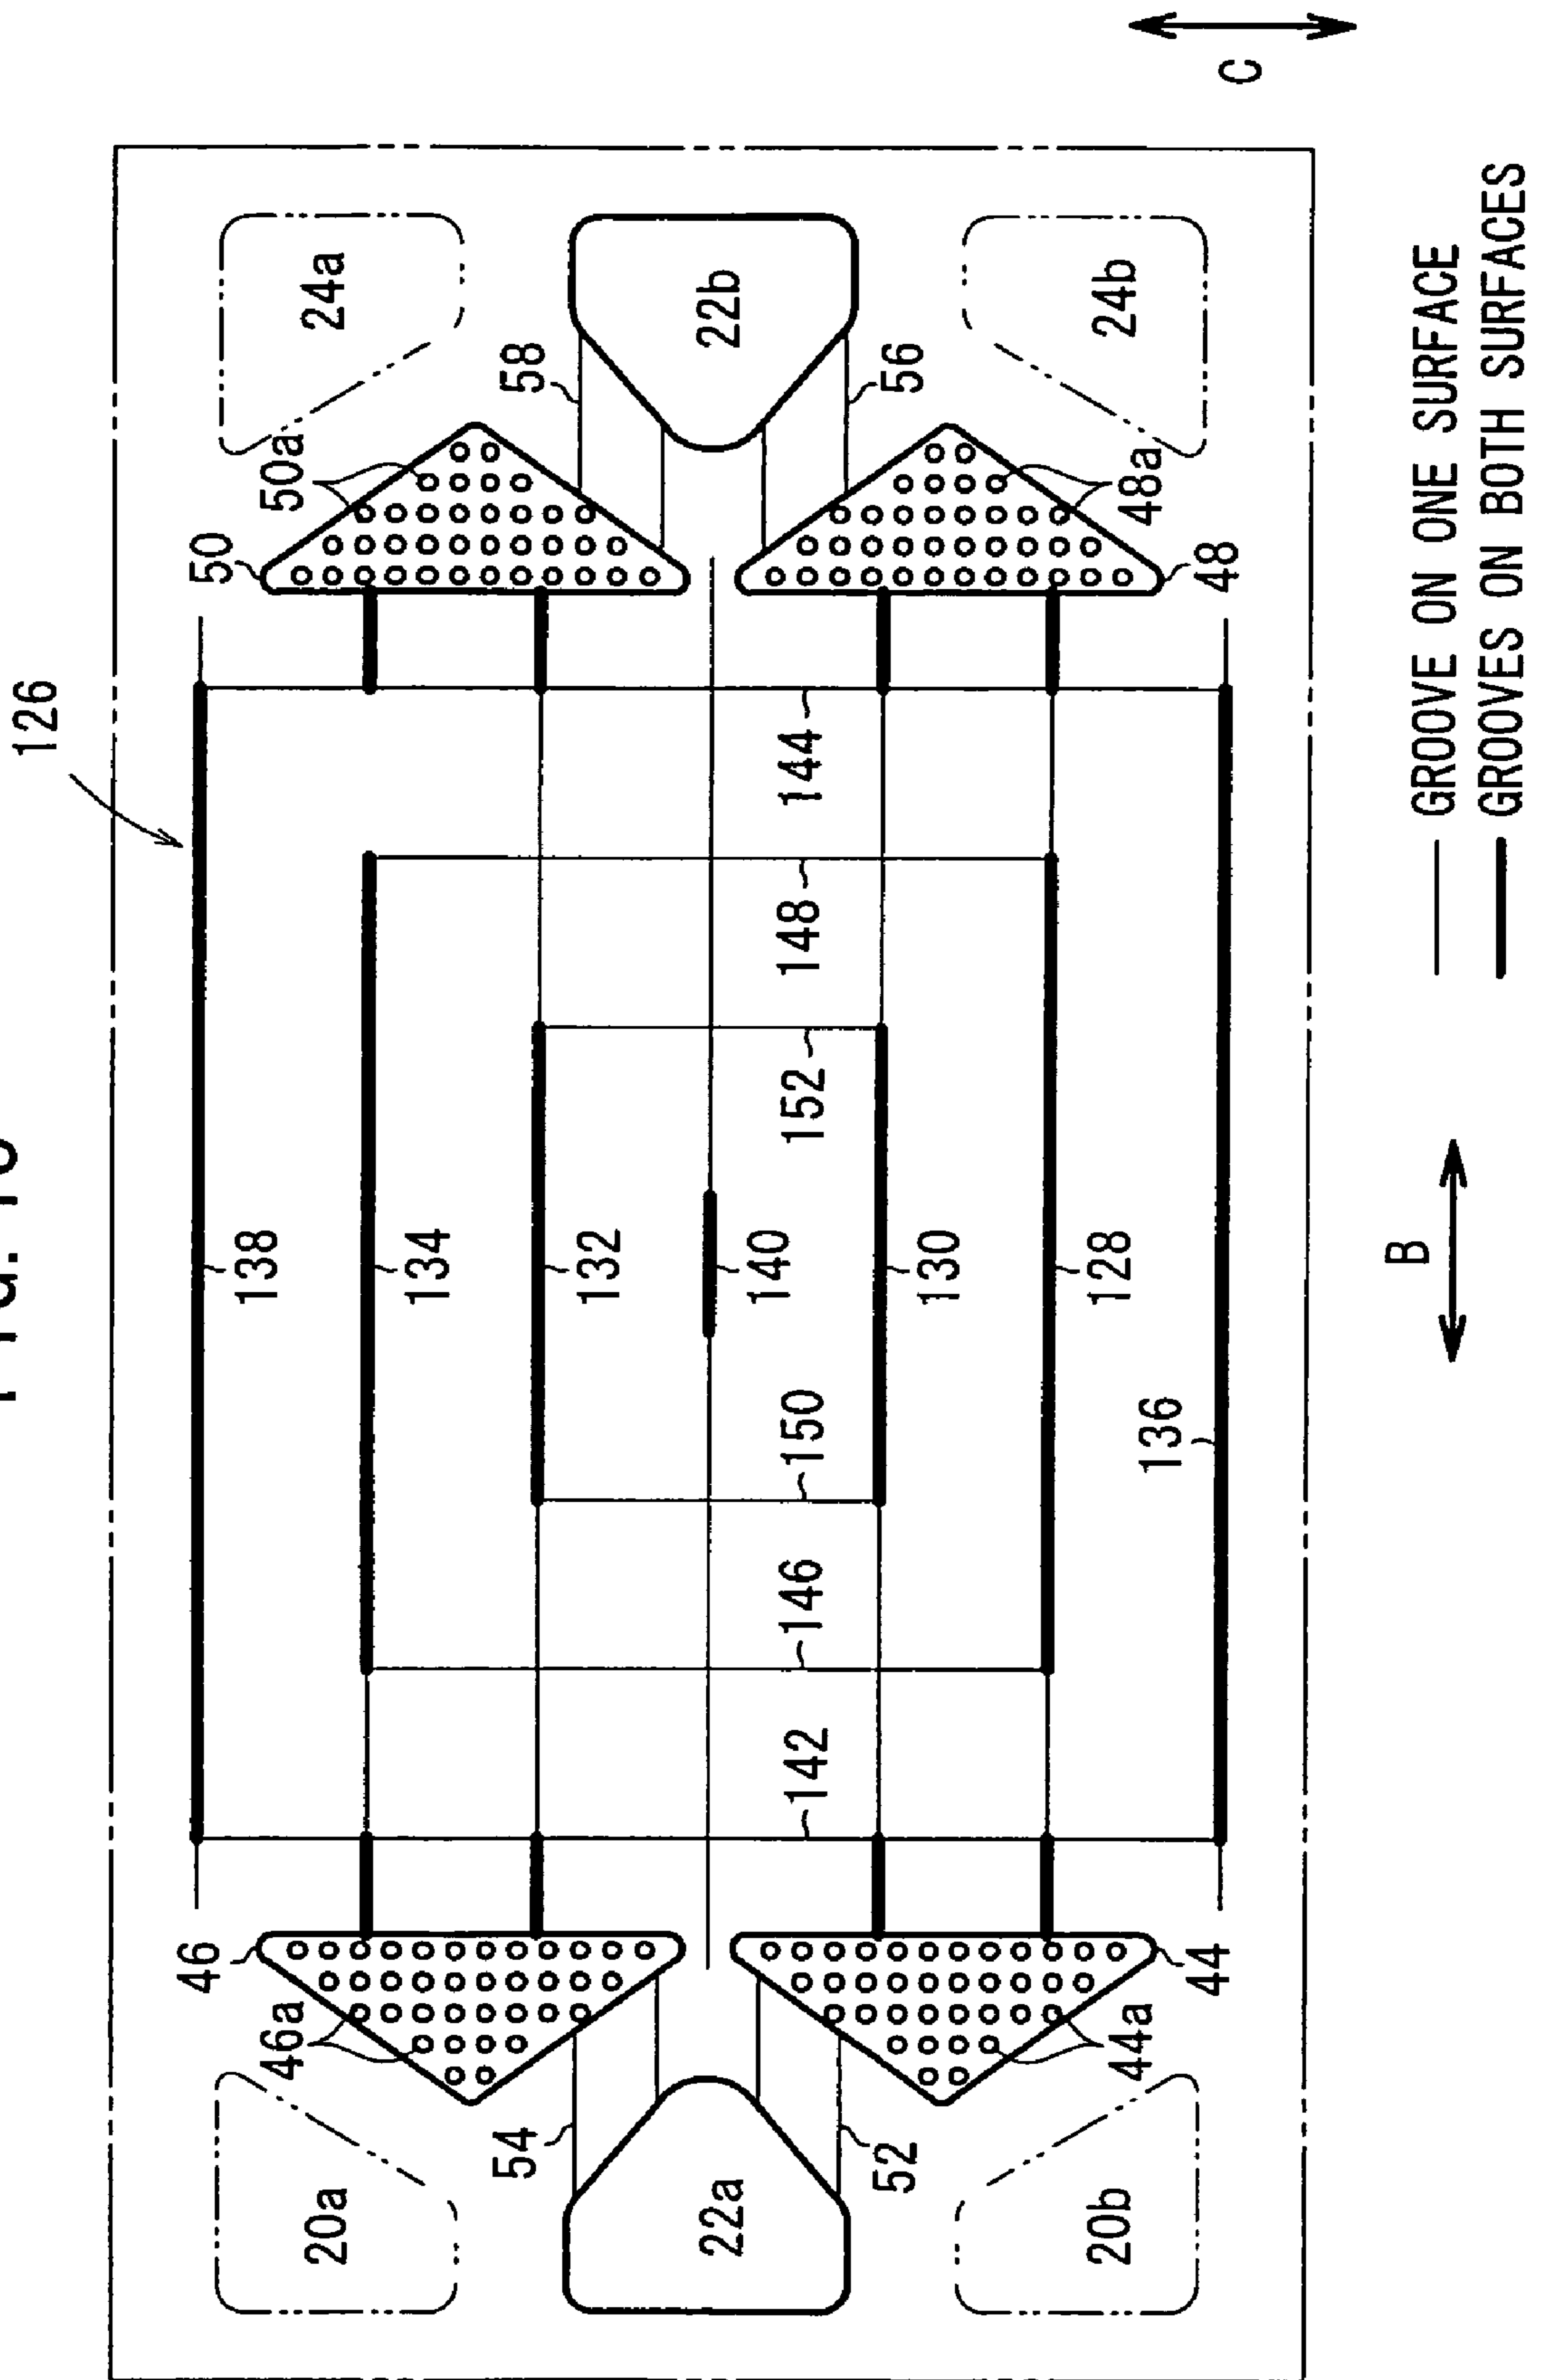 126
46
50
138
46a
50a
20a
24a
134
54
58
132
22a
142
146
150
140
152
148
144
22b
52
56
130
20b
44a
128
48a
24b
44
136
48
C
B
GROOVE ON ONE SURFACE
GROOVES ON BOTH SURFACES